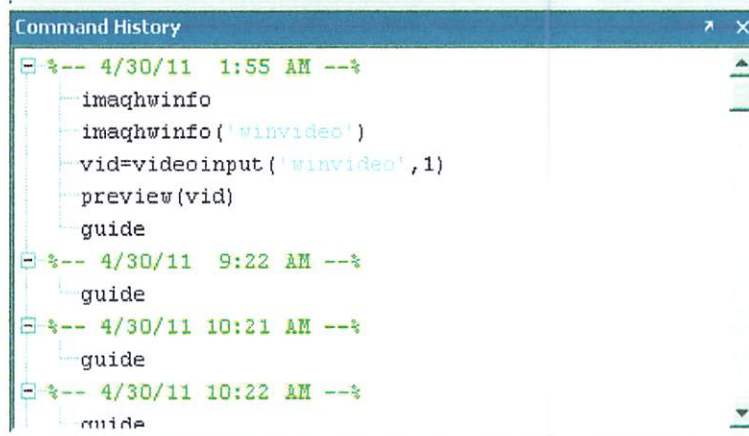 Command History
%-- 4/30/11  1:55 AM --%
imaqhwinfo
imaqhwinfo('winvideo')
vid=videoinput('winvideo',1)
preview(vid)
guide
%-- 4/30/11  9:22 AM --%
guide
%-- 4/30/11 10:21 AM --%
guide
%-- 4/30/11 10:22 AM --%
guide